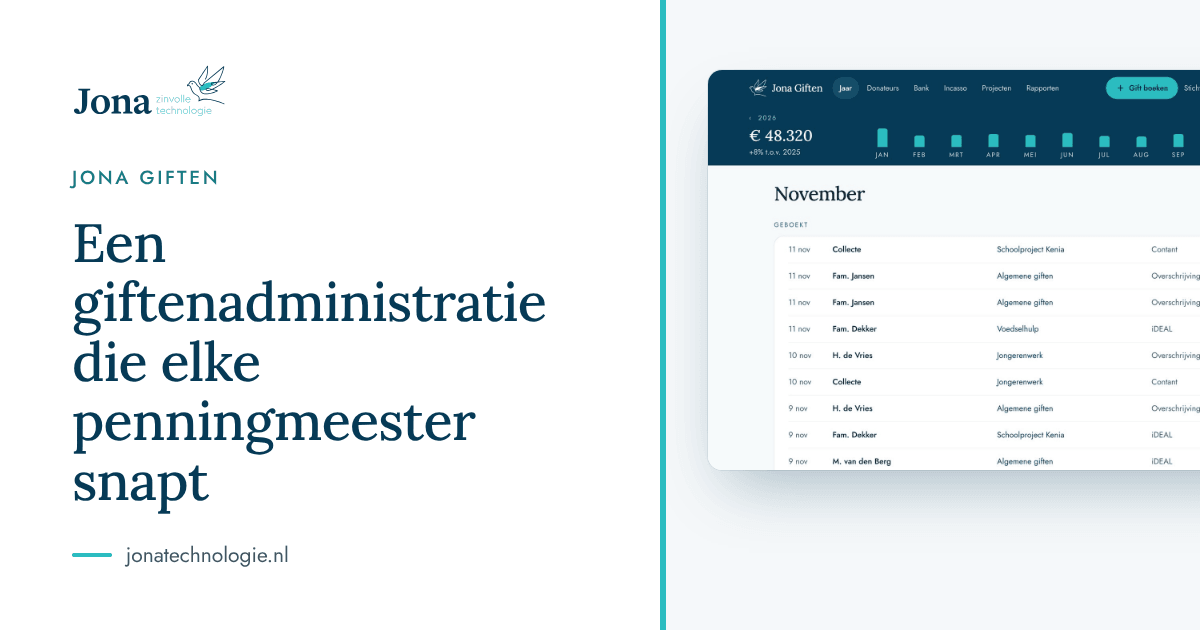 Jona zinvolle technologie
JONA GIFTEN
Een
giftenadministratie
die elke
penningmeester
snapt
jonatechnologie.nl
Jona Giften Jaar Donateurs Bank Incasso Projecten Rapporten + Gift boeken
‹ 2026
€ 48.320
+8% t.o.v. 2025
JAN FEB MRT APR MEI JUN JUL AUG SEP
November
GEBOEKT
11 nov Collecte Schoolproject Kenia Contant
11 nov Fam. Jansen Algemene giften Overschrijving
11 nov Fam. Jansen Algemene giften Overschrijving
11 nov Fam. Dekker Voedselhulp iDEAL
10 nov H. de Vries Jongerenwerk Overschrijving
10 nov Collecte Jongerenwerk Contant
9 nov H. de Vries Algemene giften Overschrijving
9 nov Fam. Dekker Schoolproject Kenia iDEAL
9 nov M. van den Berg Algemene giften iDEAL